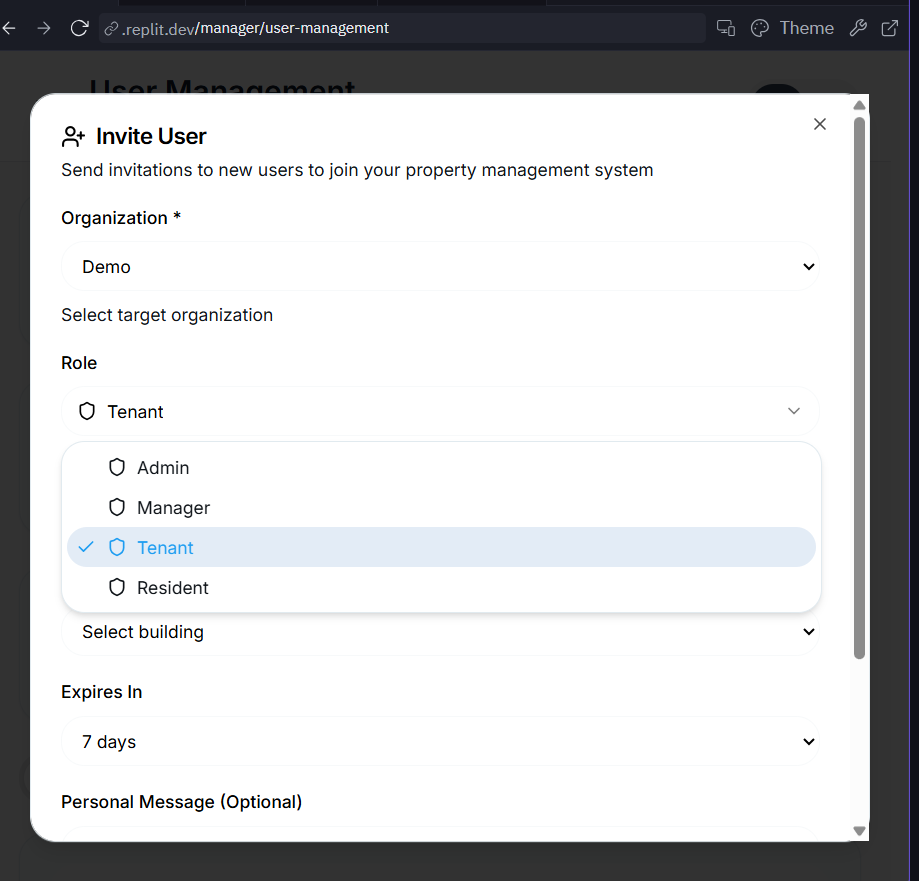 .replit.dev/manager/user-management
Theme
User Management
Invite User
Send invitations to new users to join your property management system
Organization *
Demo
Select target organization
Role
Tenant
Admin
Manager
Tenant
Resident
Select building
Expires In
7 days
Personal Message (Optional)